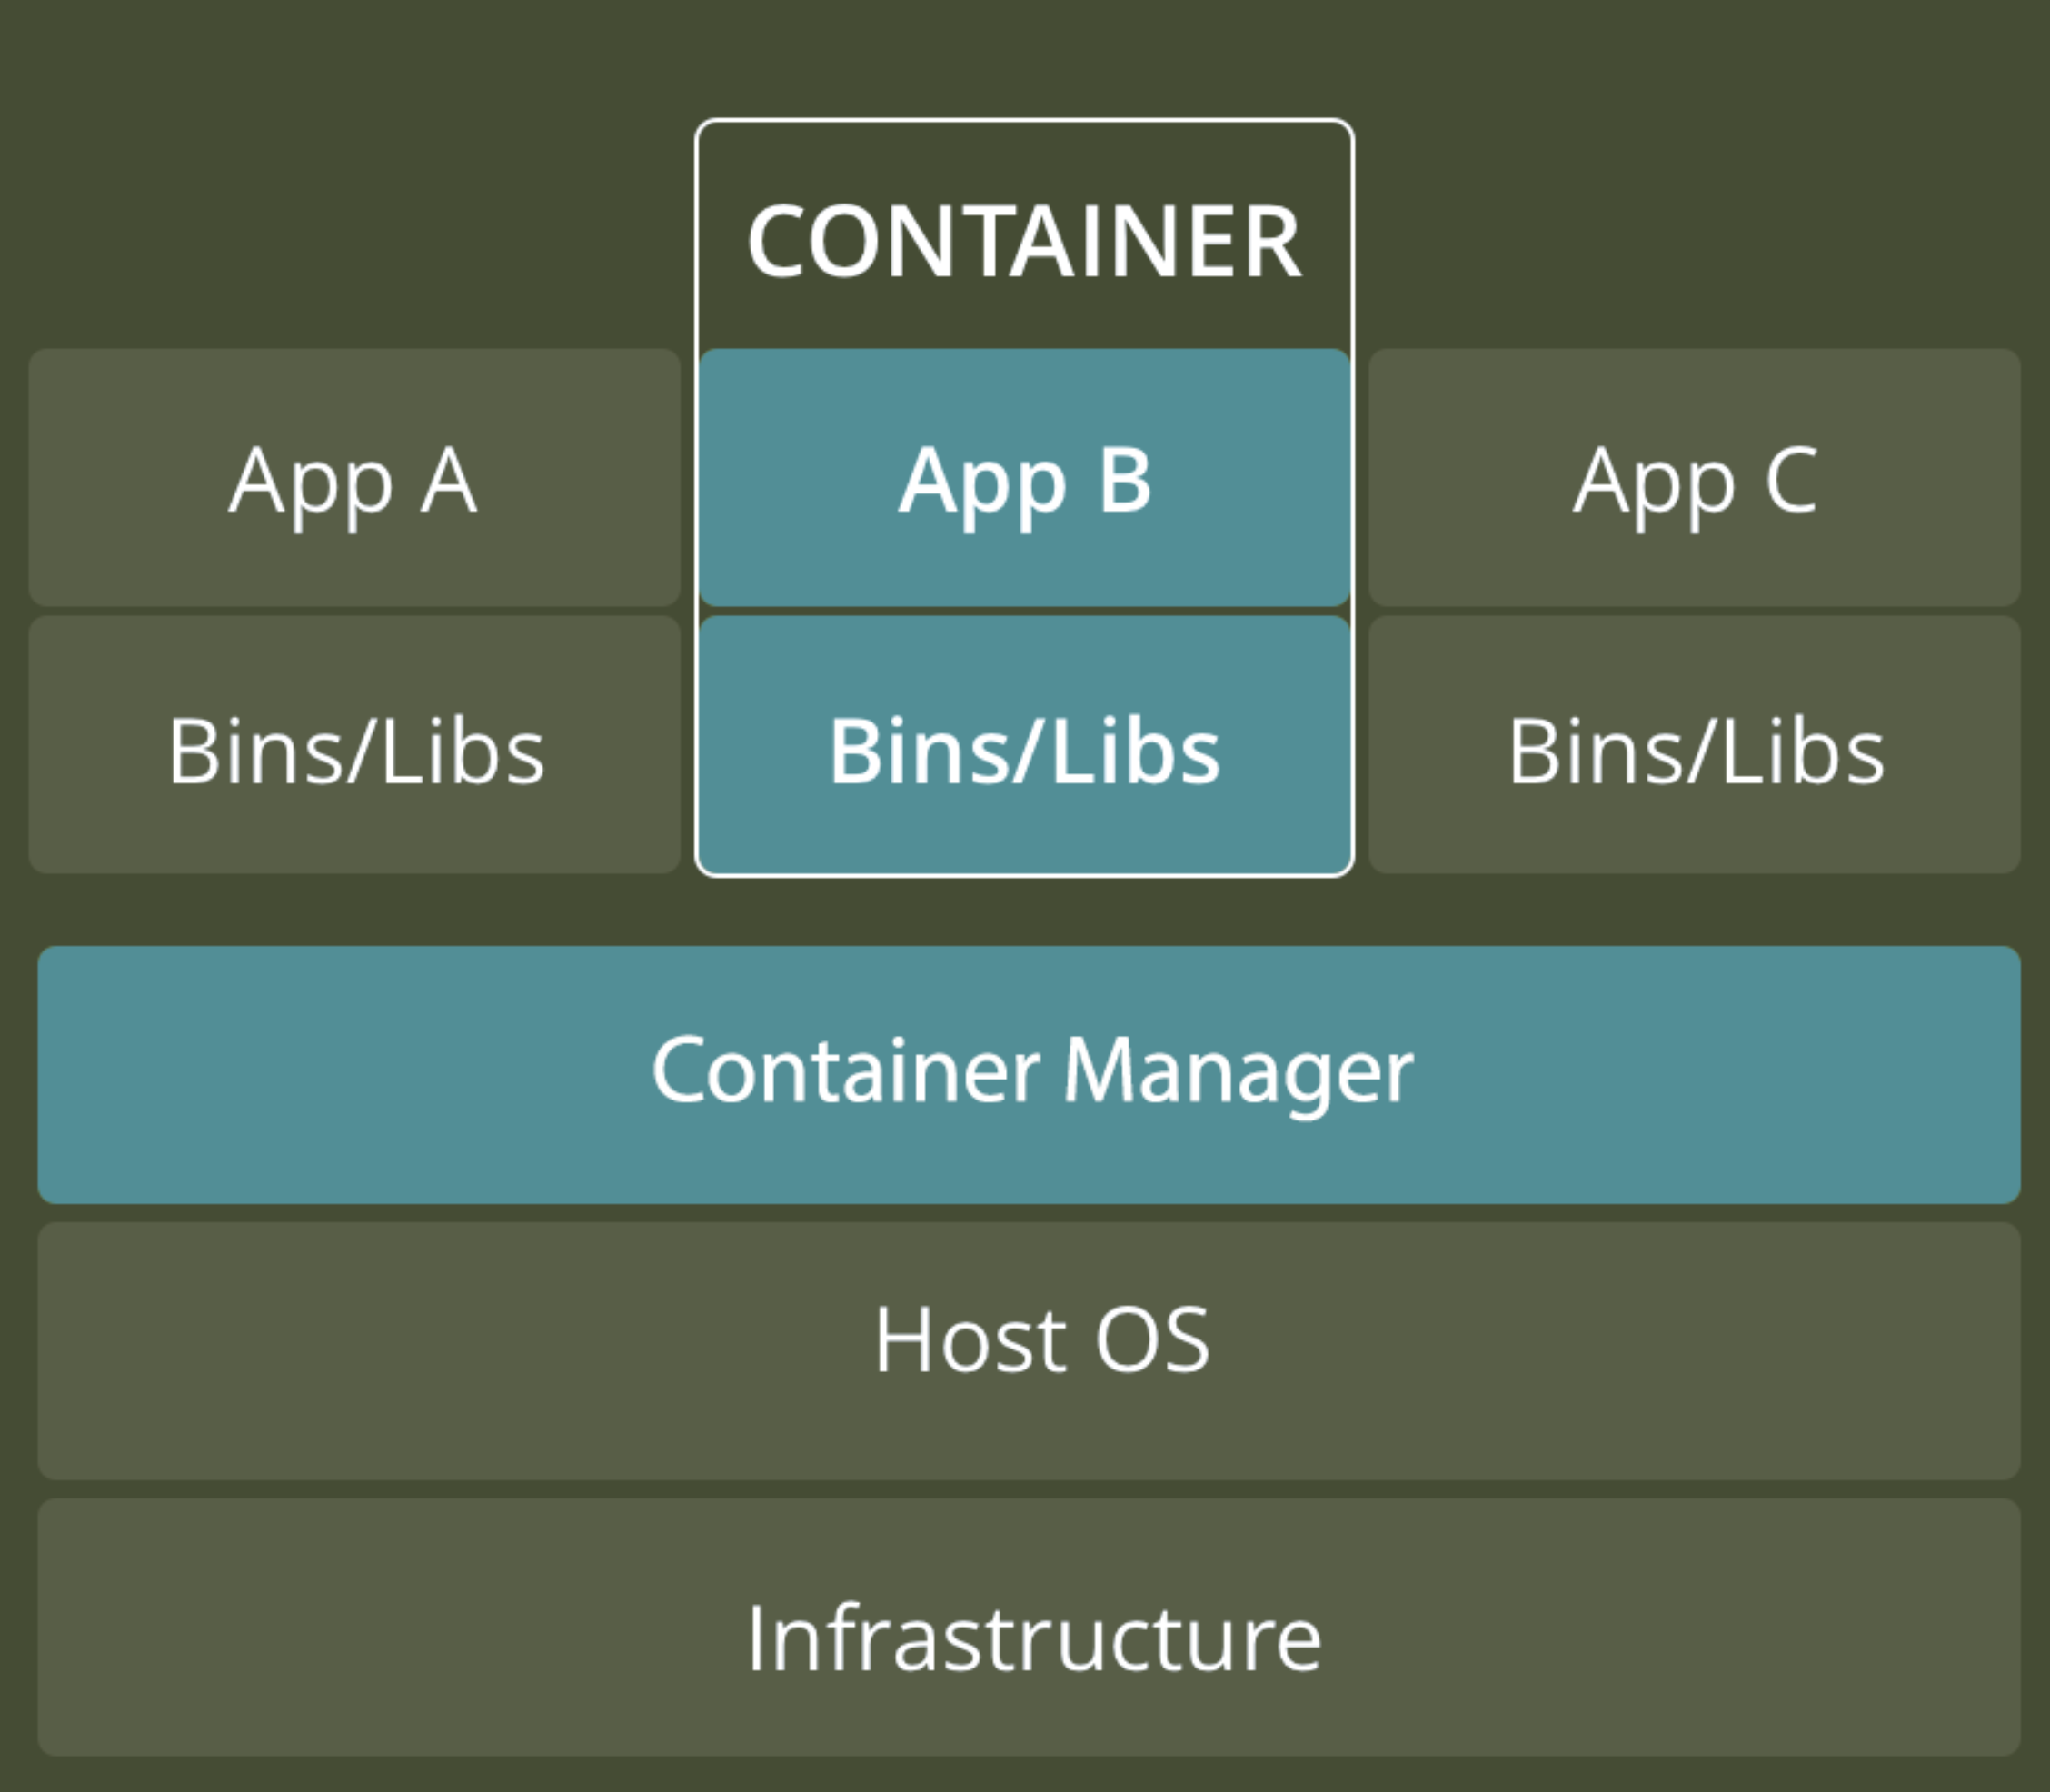 CONTAINER
App A
App B
App C
Bins/Libs
Bins/Libs
Bins/Libs
Container Manager
Host OS
Infrastructure